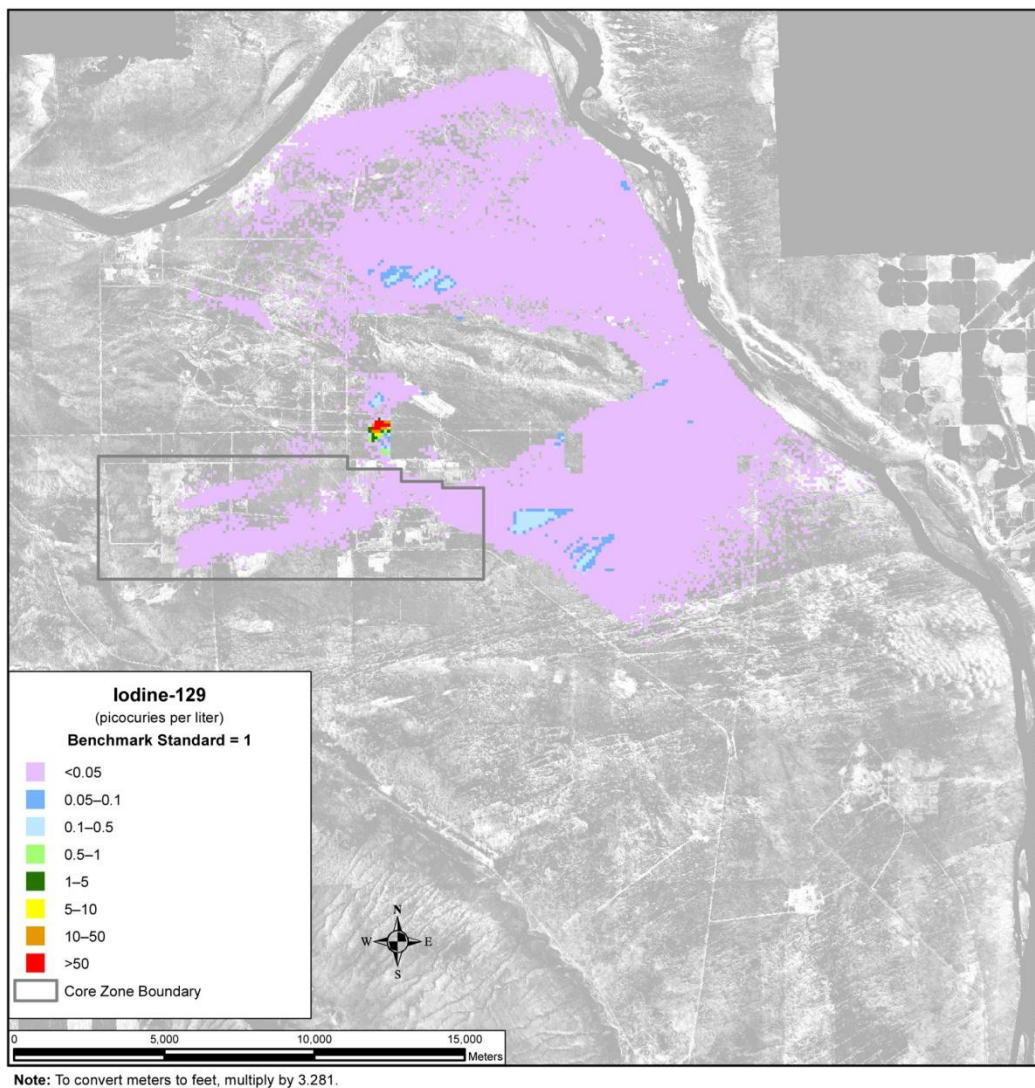 Iodine-129
(picocuries per liter)
Benchmark Standard = 1
<0.05
0.05–0.1
0.1–0.5
0.5–1
1–5
5–10
10–50
>50
Core Zone Boundary
N
W E
S
0 5,000 10,000 15,000
Meters
Note: To convert meters to feet, multiply by 3.281.